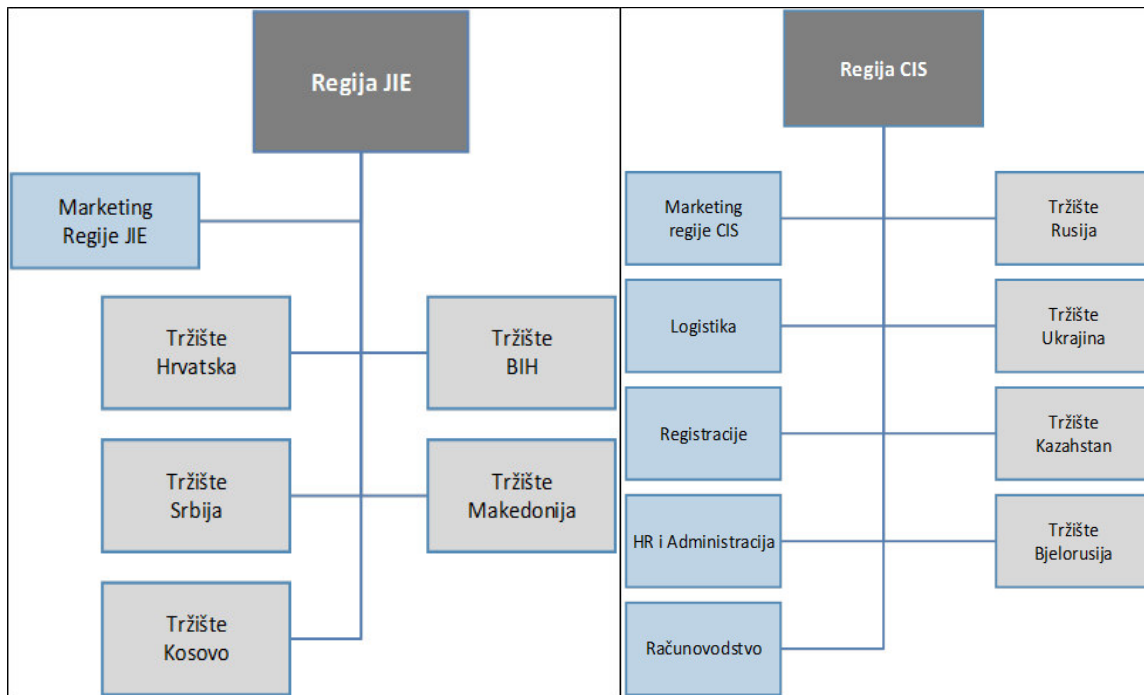 Regija JIE
Marketing
Regije JIE
Tržište
Hrvatska
Tržište
BIH
Tržište
Srbija
Tržište
Makedonija
Tržište
Kosovo
Regija CIS
Marketing
regije CIS
Tržište
Rusija
Logistika
Tržište
Ukrajina
Registracije
Tržište
Kazahstan
HR i Administracija
Tržište
Bjelorusija
Računovodstvo